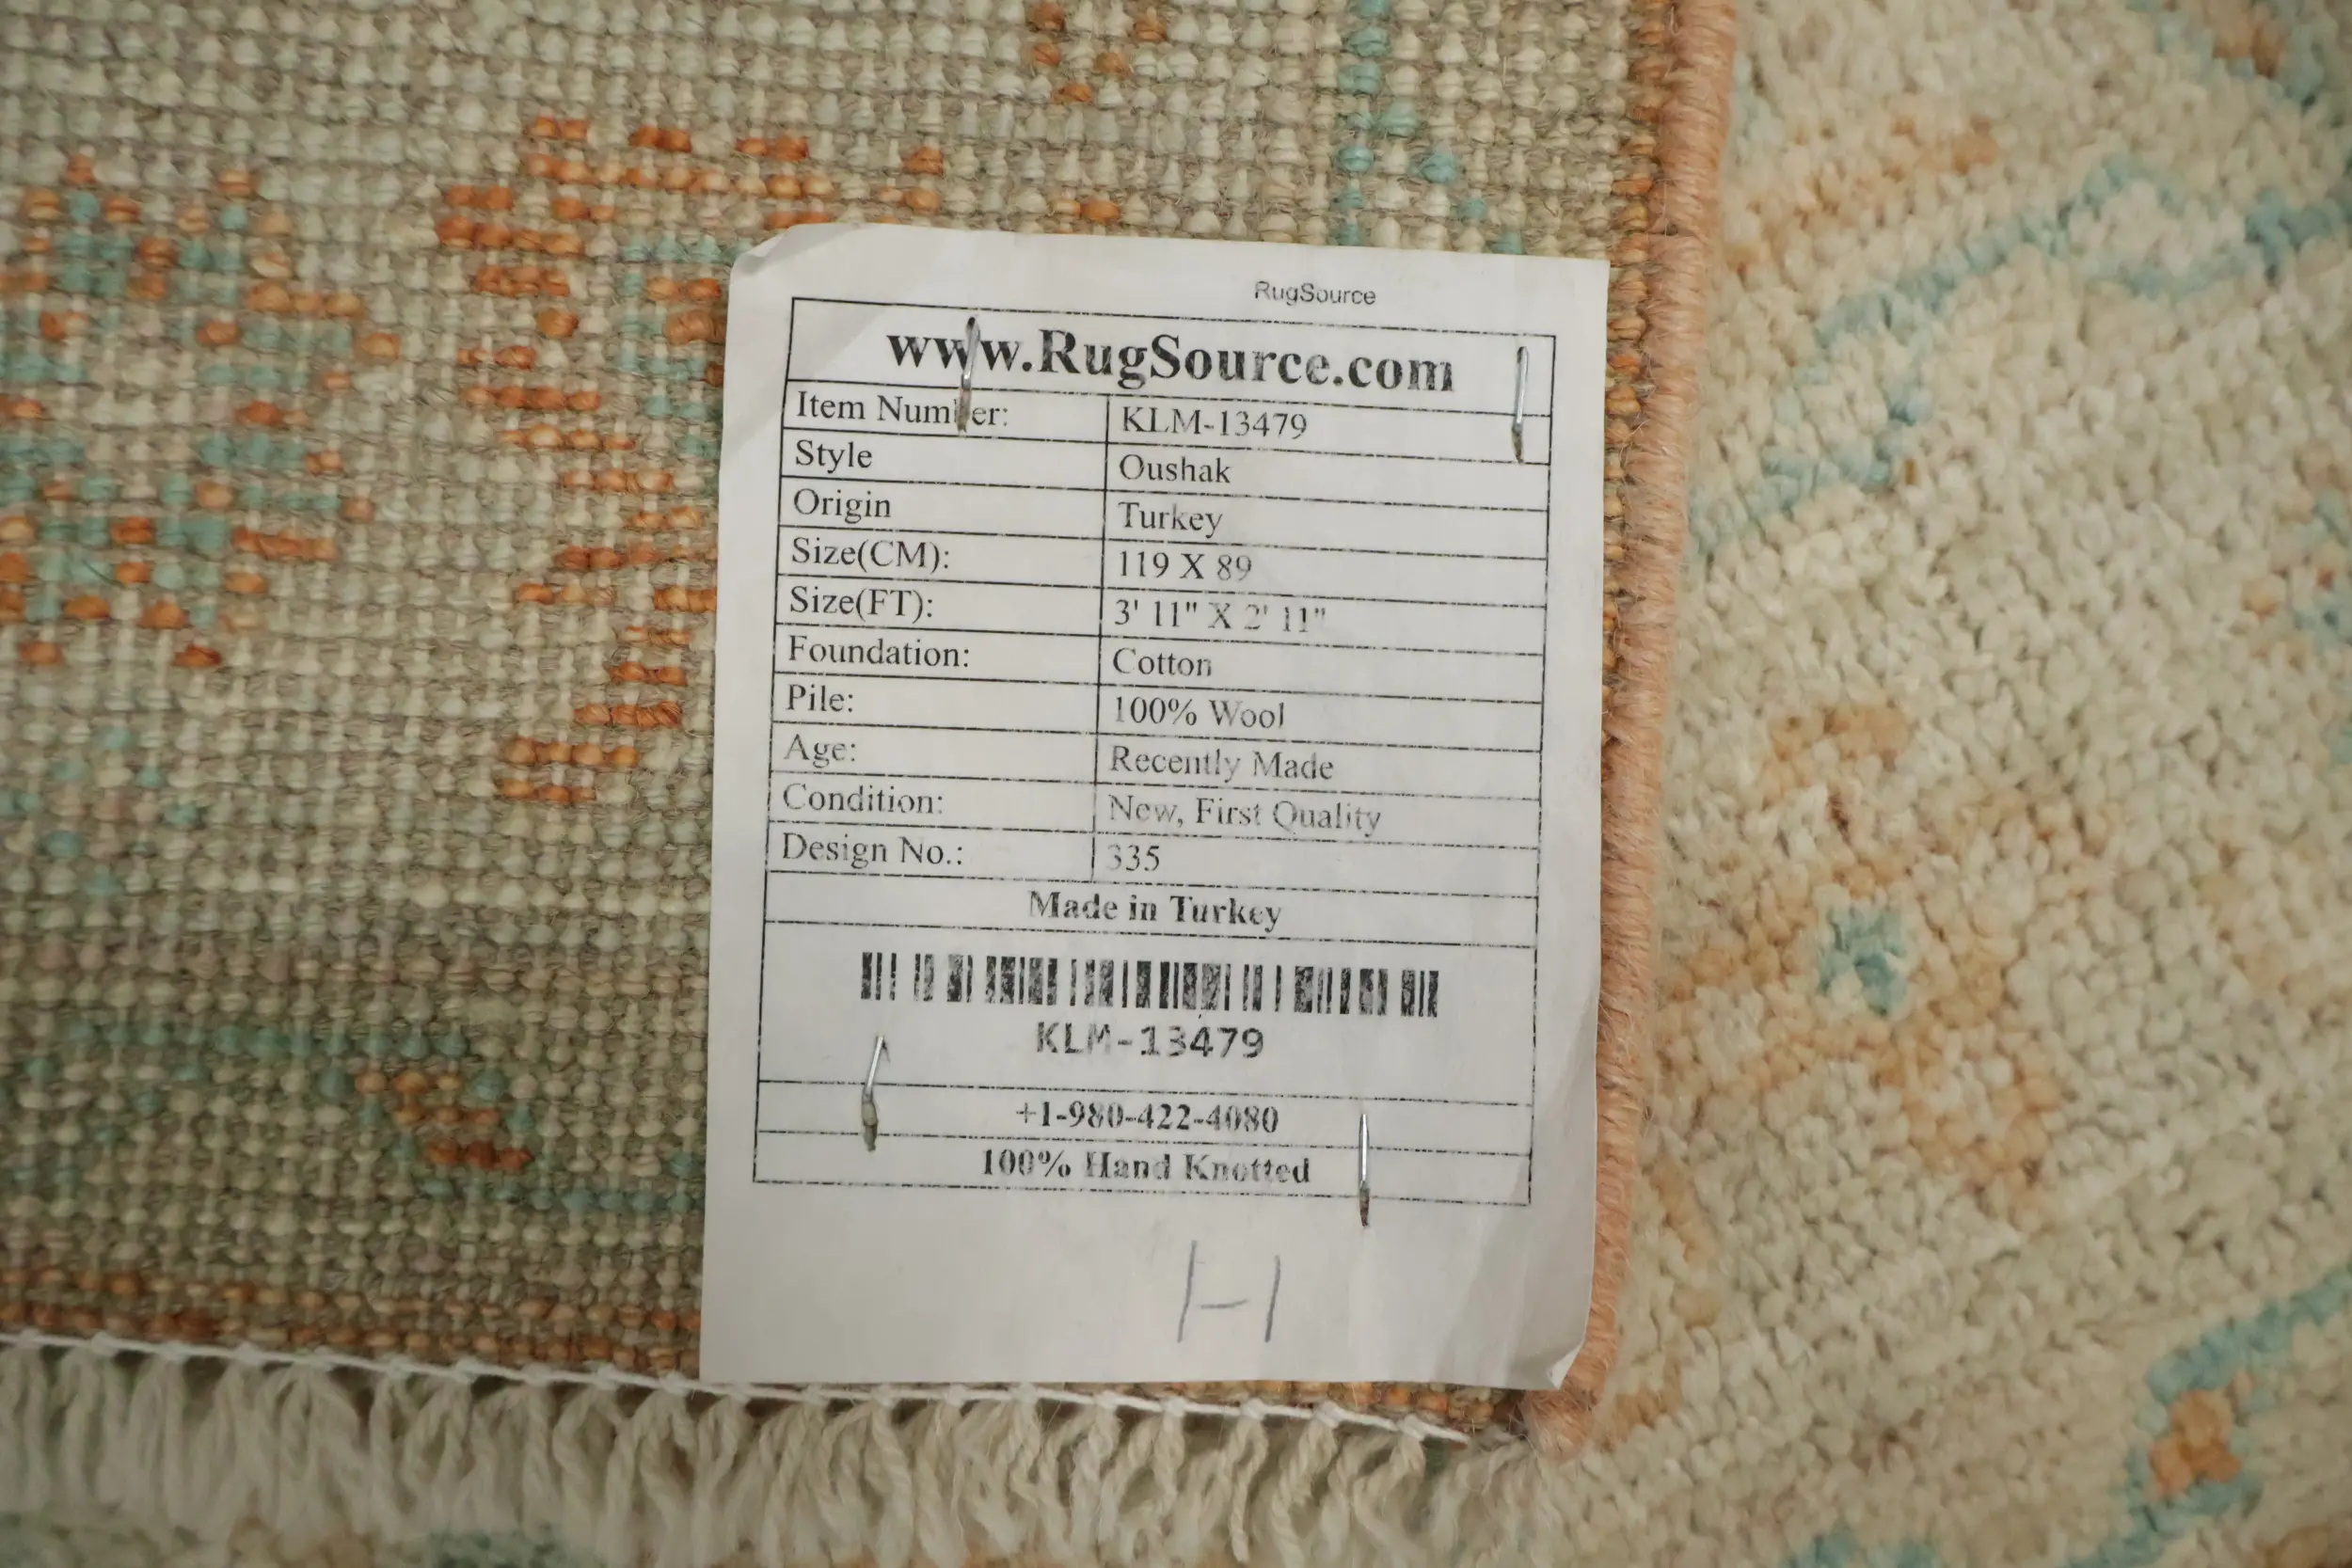 RugSource
www.RugSource.com
Item Number: KLM-13479
Style Oushak
Origin Turkey
Size(CM): 119 X 89
Size(FT): 3' 11" X 2' 11"
Foundation: Cotton
Pile: 100% Wool
Age: Recently Made
Condition: New, First Quality
Design No.: 335
Made in Turkey
KLM-13479
+1-980-422-4080
100% Hand Knotted
H